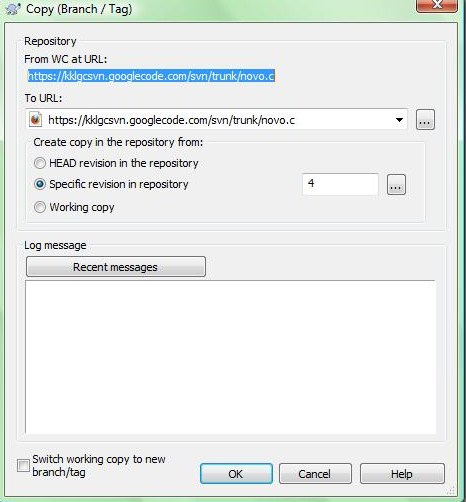 Copy (Branch / Tag)
Repository
From WC at URL:
https://kklgcsvn.googlecode.com/svn/trunk/novo.c
To URL:
https://kklgcsvn.googlecode.com/svn/trunk/novo.c
...
Create copy in the repository from:
HEAD revision in the repository
Specific revision in repository
4
...
Working copy
Log message
Recent messages
Switch working copy to new
branch/tag
OK
Cancel
Help